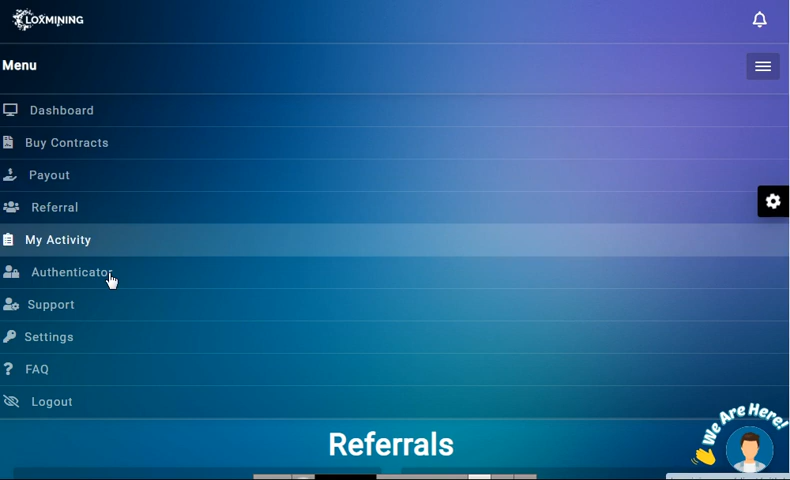 LOXMINING
Menu
Dashboard
Buy Contracts
Payout
Referral
My Activity
Authenticator
Support
Settings
FAQ
Logout
We Are Here!
Referrals